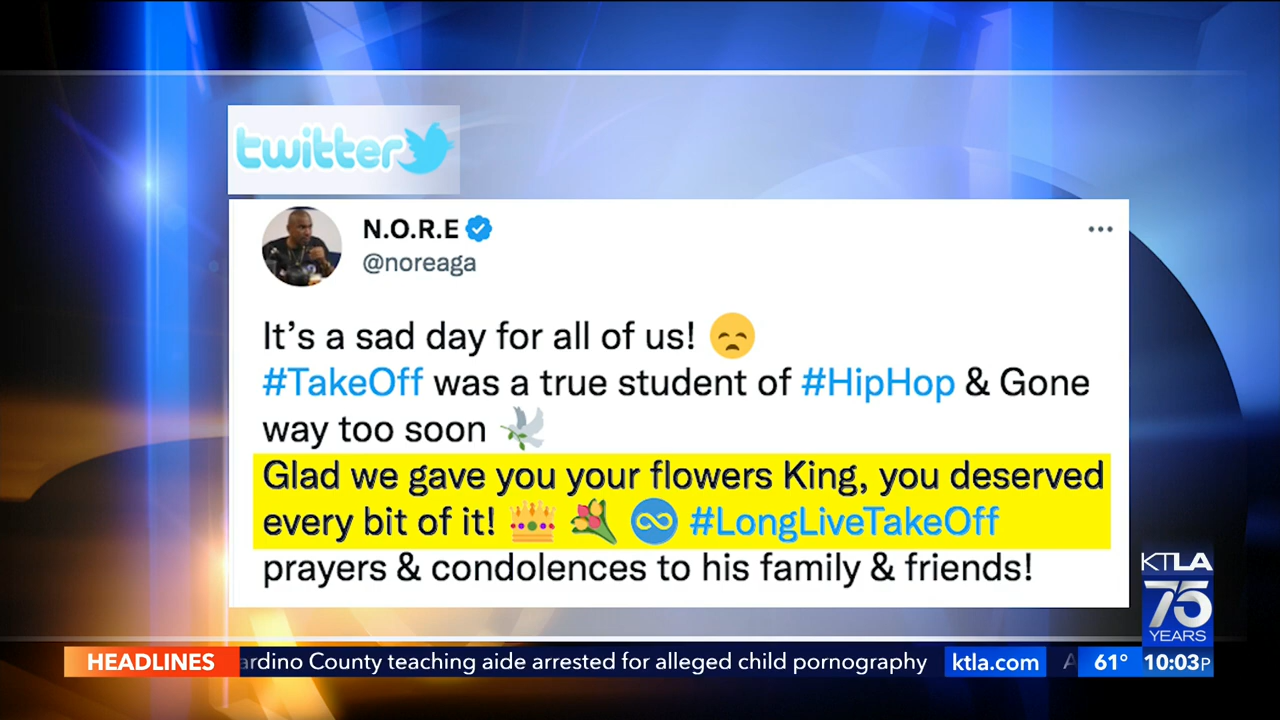 twitter
N.O.R.E
@noreaga
It's a sad day for all of us! 😞
#TakeOff was a true student of #HipHop & Gone
way too soon 🕊️
Glad we gave you your flowers King, you deserved
every bit of it! 👑 💐 ♾️ #LongLiveTakeOff
prayers & condolences to his family & friends!
KTLA
75
YEARS
HEADLINES ardino County teaching aide arrested for alleged child pornography ktla.com A 61° 10:03P